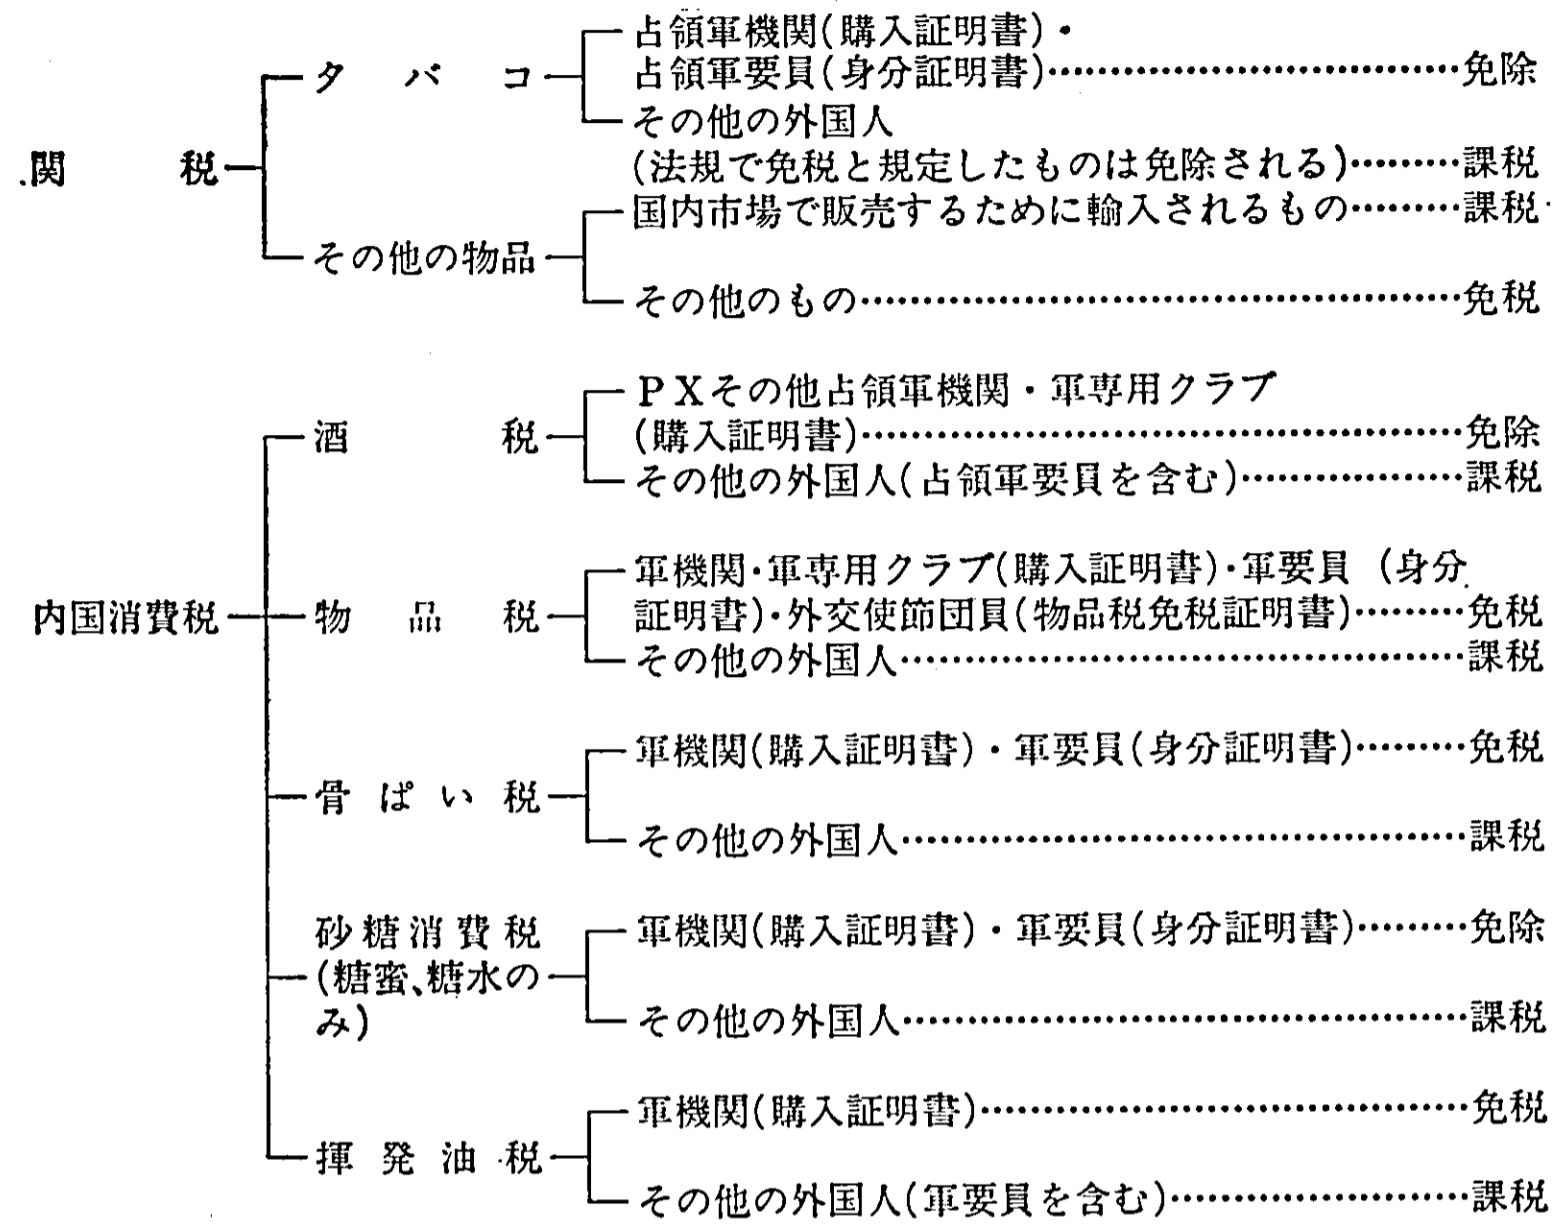 関税
タバコ
占領軍機関(購入証明書)・
占領軍要員(身分証明書)……………………………免除
その他の外国人
(法規で免税と規定したものは免除される)………課税
その他の物品
国内市場で販売するために輸入されるもの………課税
その他のもの……………………………………………免税
内国消費税
酒税
PXその他占領軍機関・軍専用クラブ
(購入証明書)……………………………………………免除
その他の外国人(占領軍要員を含む)………………課税
物品税
軍機関・軍専用クラブ(購入証明書)・軍要員(身分
証明書)・外交使節団員(物品税免税証明書)………免税
その他の外国人…………………………………………課税
骨ぱい税
軍機関(購入証明書)・軍要員(身分証明書)………免税
その他の外国人…………………………………………課税
砂糖消費税
(糖蜜、糖水の
み)
軍機関(購入証明書)・軍要員(身分証明書)………免除
その他の外国人…………………………………………課税
揮発油税
軍機関(購入証明書)……………………………………免税
その他の外国人(軍要員を含む)……………………課税